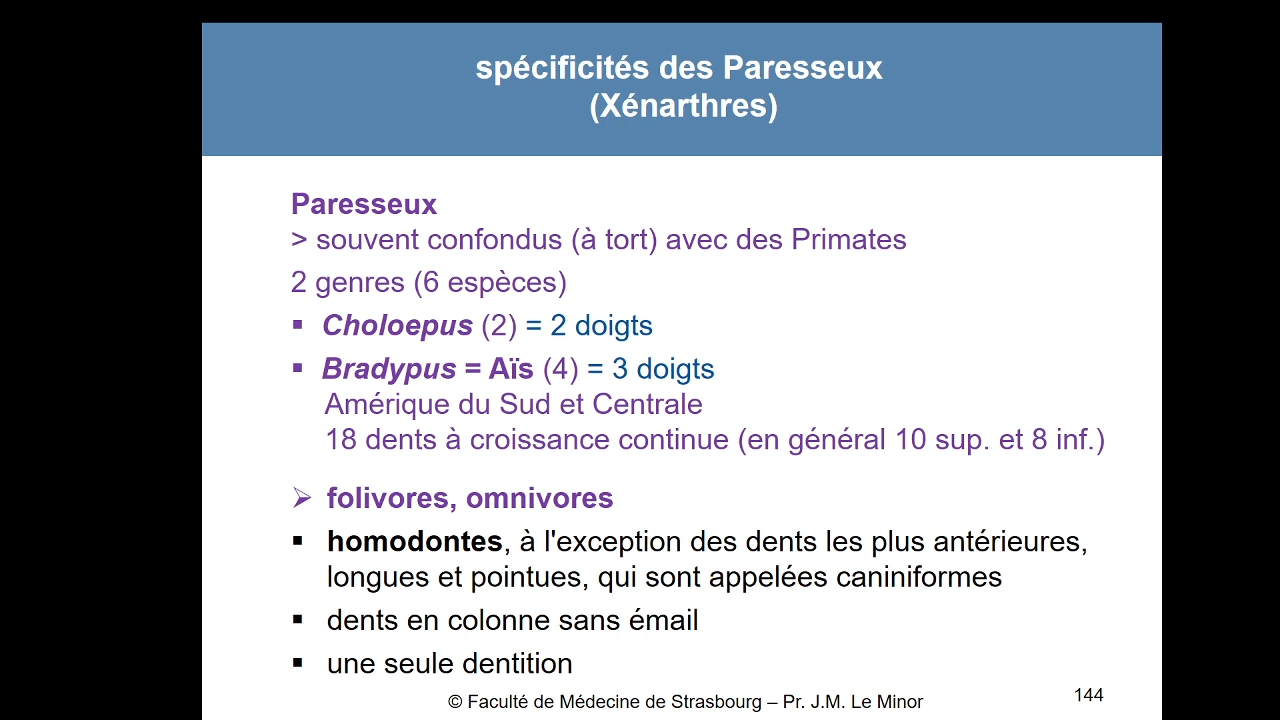 spécificités des Paresseux
(Xénarthres)
Paresseux
> souvent confondus (à tort) avec des Primates
2 genres (6 espèces)
▪ Choloepus (2) = 2 doigts
▪ Bradypus = Aïs (4) = 3 doigts
Amérique du Sud et Centrale
18 dents à croissance continue (en général 10 sup. et 8 inf.)
➢ folivores, omnivores
▪ homodontes, à l'exception des dents les plus antérieures,
longues et pointues, qui sont appelées caniniformes
▪ dents en colonne sans émail
▪ une seule dentition
© Faculté de Médecine de Strasbourg – Pr. J.M. Le Minor
144